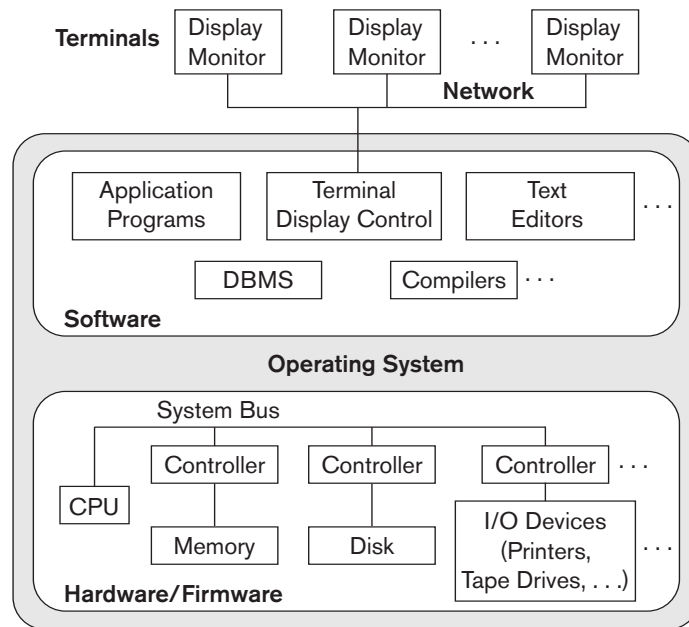 Terminals
Display
Monitor
Display
Monitor
. . .
Display
Monitor
Network
Application
Programs
Terminal
Display Control
Text
Editors
. . .
DBMS
Compilers
. . .
Software
Operating System
System Bus
Controller
Controller
Controller
. . .
CPU
Memory
Disk
I/O Devices
(Printers,
Tape Drives, . . .)
. . .
Hardware/Firmware